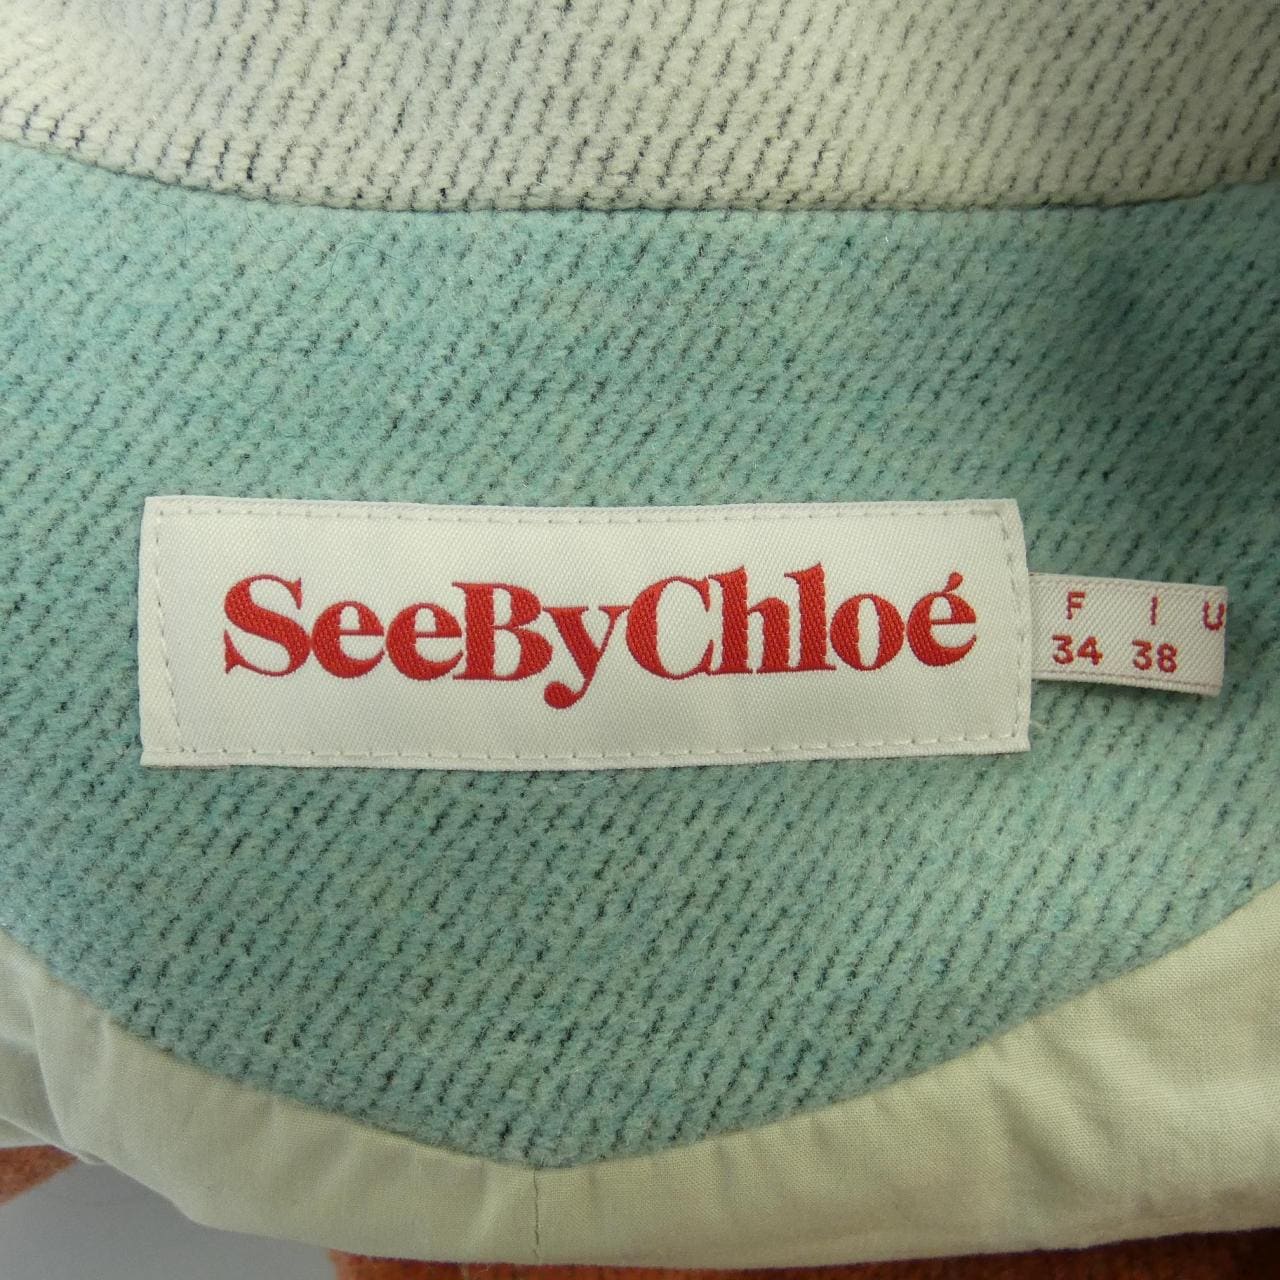 SeeByChloé
F I U
34 38